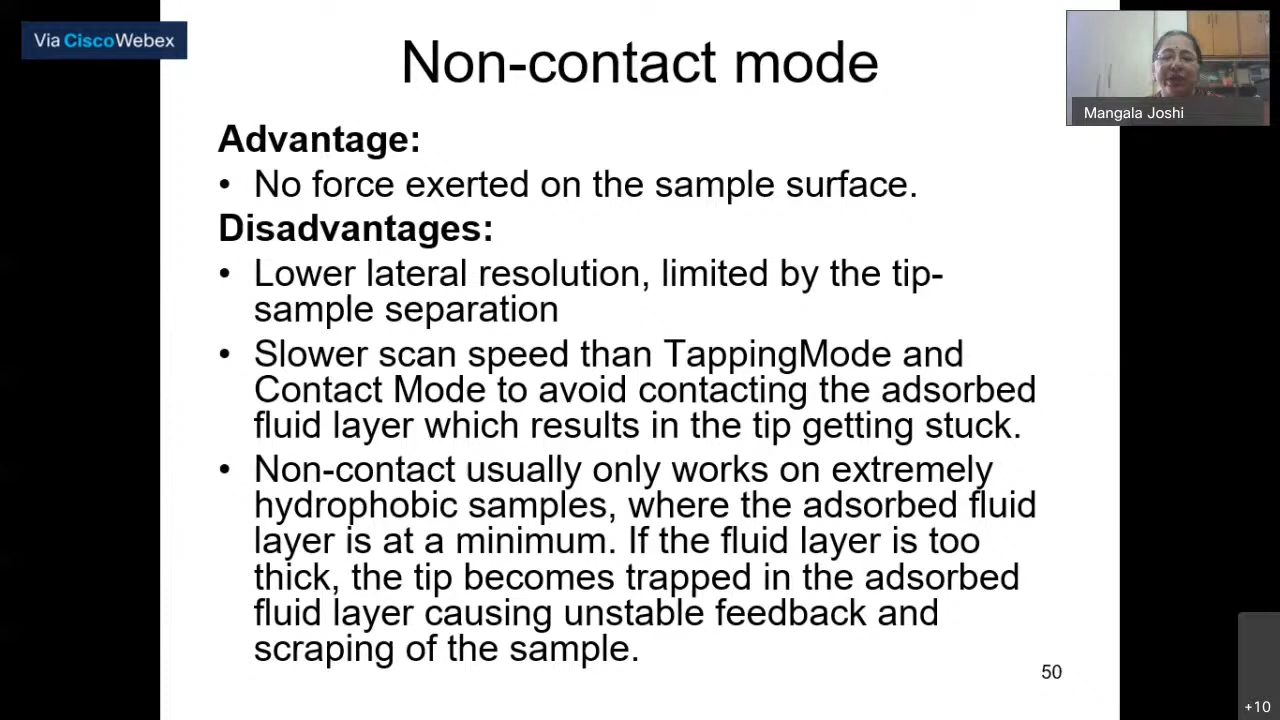 Via CiscoWebex
Non-contact mode
Mangala Joshi
Advantage:
• No force exerted on the sample surface.
Disadvantages:
• Lower lateral resolution, limited by the tip-
sample separation
• Slower scan speed than TappingMode and
Contact Mode to avoid contacting the adsorbed
fluid layer which results in the tip getting stuck.
• Non-contact usually only works on extremely
hydrophobic samples, where the adsorbed fluid
layer is at a minimum. If the fluid layer is too
thick, the tip becomes trapped in the adsorbed
fluid layer causing unstable feedback and
scraping of the sample.
50
+10